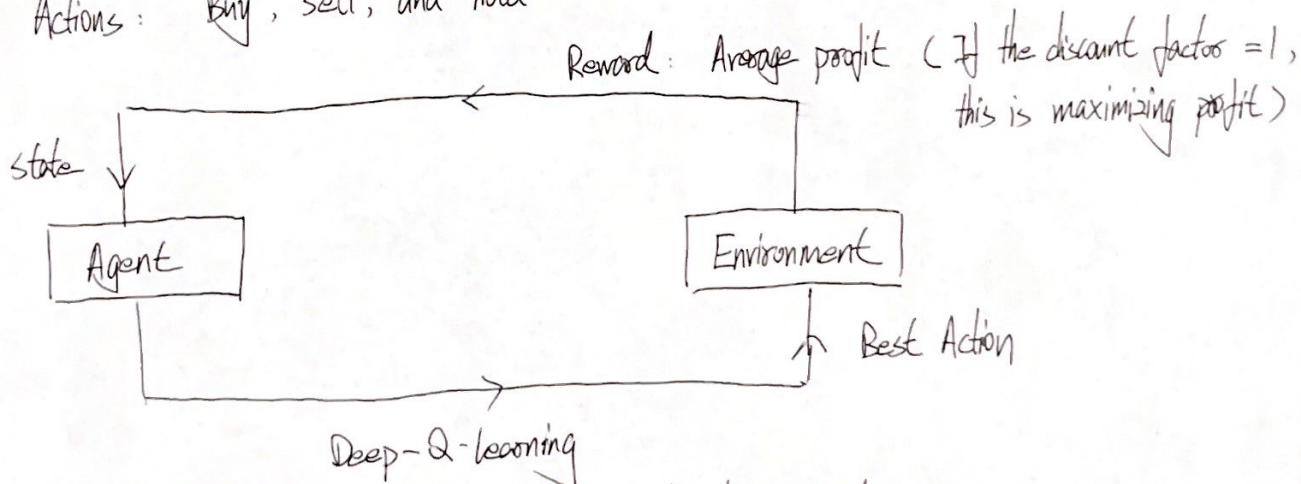 Actions: Buy, Sell, and Hold
Reward: Average profit (If the discount factor = 1,
this is maximizing profit)
state
Agent
Environment
Best Action
Deep-Q-learning